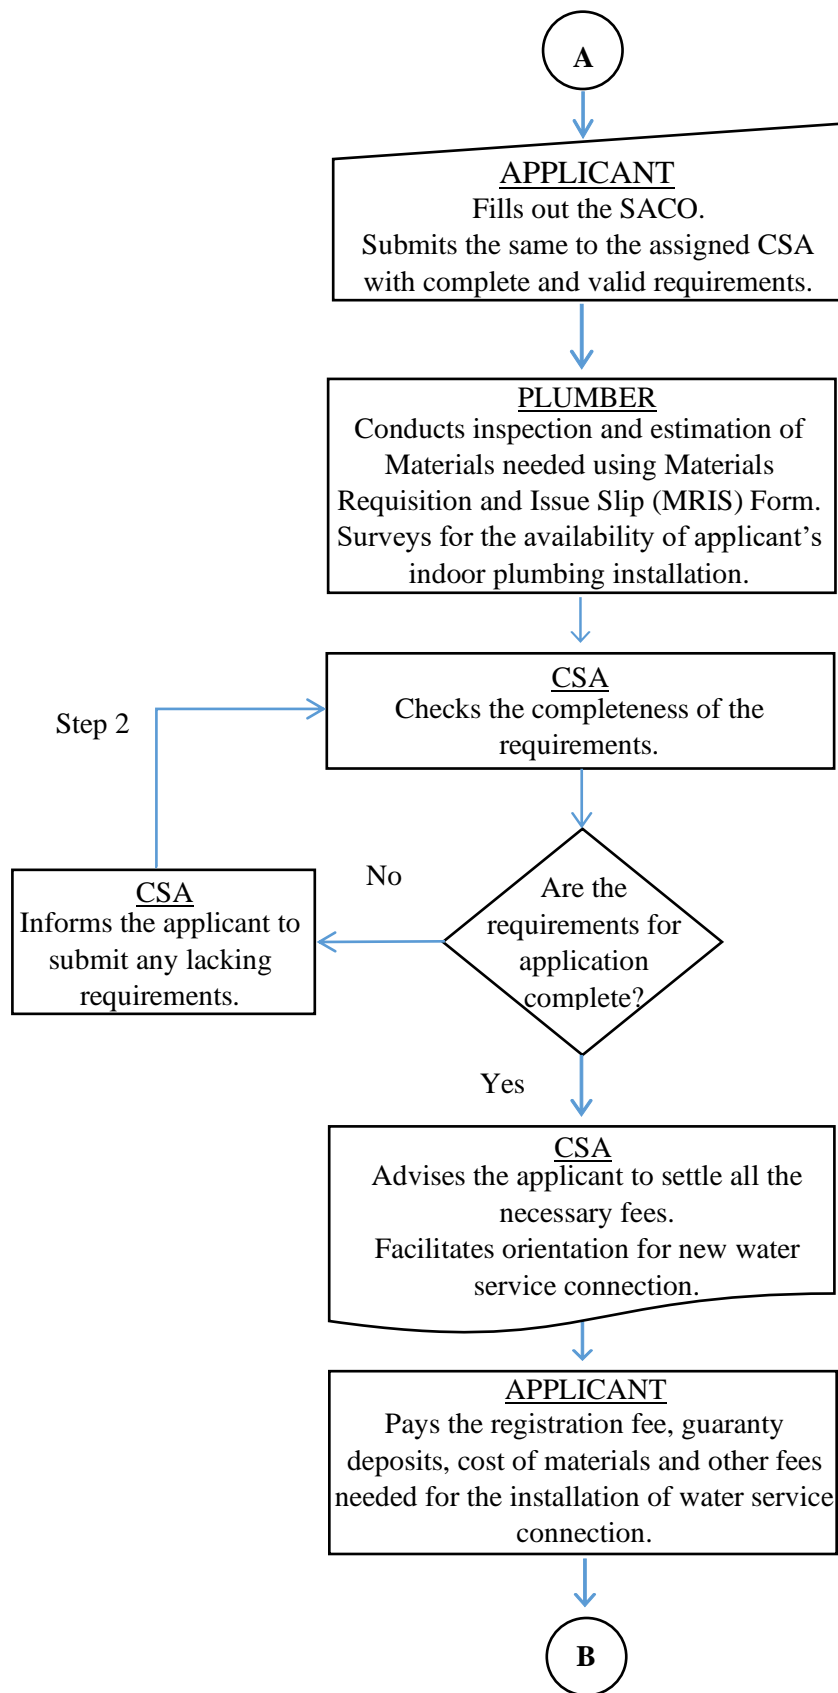 A
APPLICANT
Fills out the SACO.
Submits the same to the assigned CSA
with complete and valid requirements.
PLUMBER
Conducts inspection and estimation of
Materials needed using Materials
Requisition and Issue Slip (MRIS) Form.
Surveys for the availability of applicant’s
indoor plumbing installation.
CSA
Checks the completeness of the
requirements.
Step 2
No
CSA
Informs the applicant to
submit any lacking
requirements.
Are the
requirements for
application
complete?
Yes
CSA
Advises the applicant to settle all the
necessary fees.
Facilitates orientation for new water
service connection.
APPLICANT
Pays the registration fee, guaranty
deposits, cost of materials and other fees
needed for the installation of water service
connection.
B